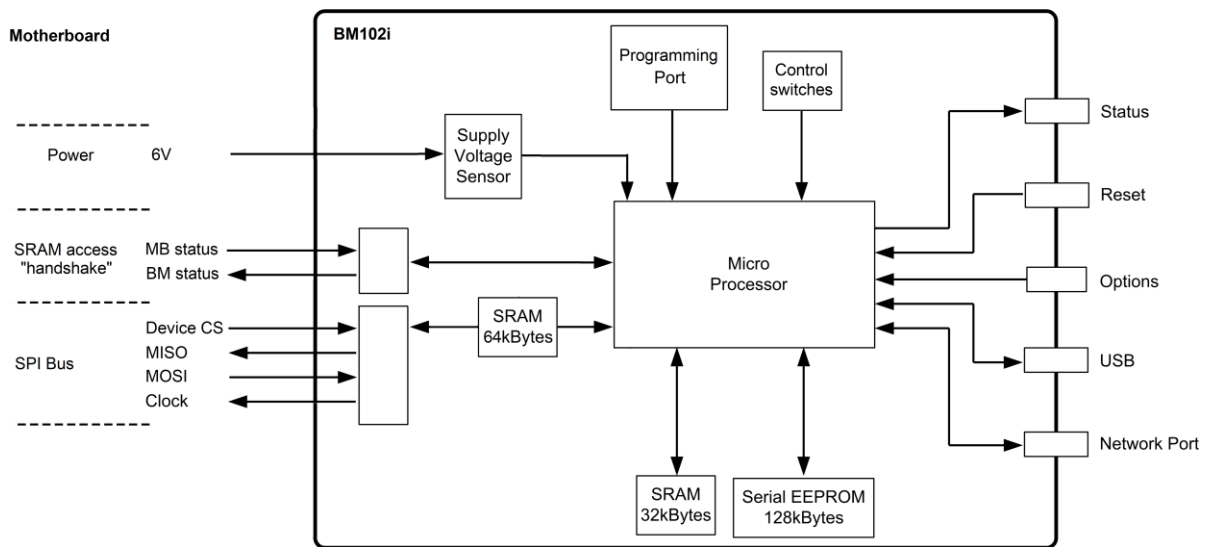 Motherboard
BM102i
Programming
Port
Control
switches
Status
Power 6V
Supply
Voltage
Sensor
Reset
SRAM access
"handshake"
MB status
BM status
Micro
Processor
Options
SPI Bus
Device CS
MISO
MOSI
Clock
SRAM
64kBytes
USB
Network Port
SRAM
32kBytes
Serial EEPROM
128kBytes